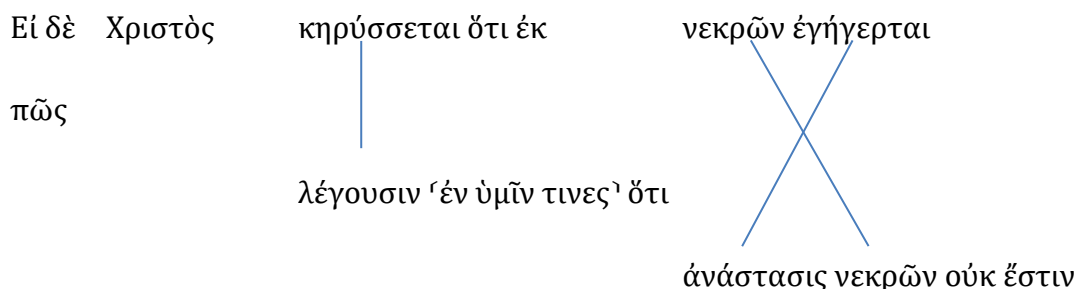 Εἰ δὲ Χριστὸς κηρύσσεται ὅτι ἐκ νεκρῶν ἐγήγερται
πῶς
λέγουσιν ⸂ἐν ὑμῖν τινες⸃ ὅτι
ἀνάστασις νεκρῶν οὐκ ἔστιν